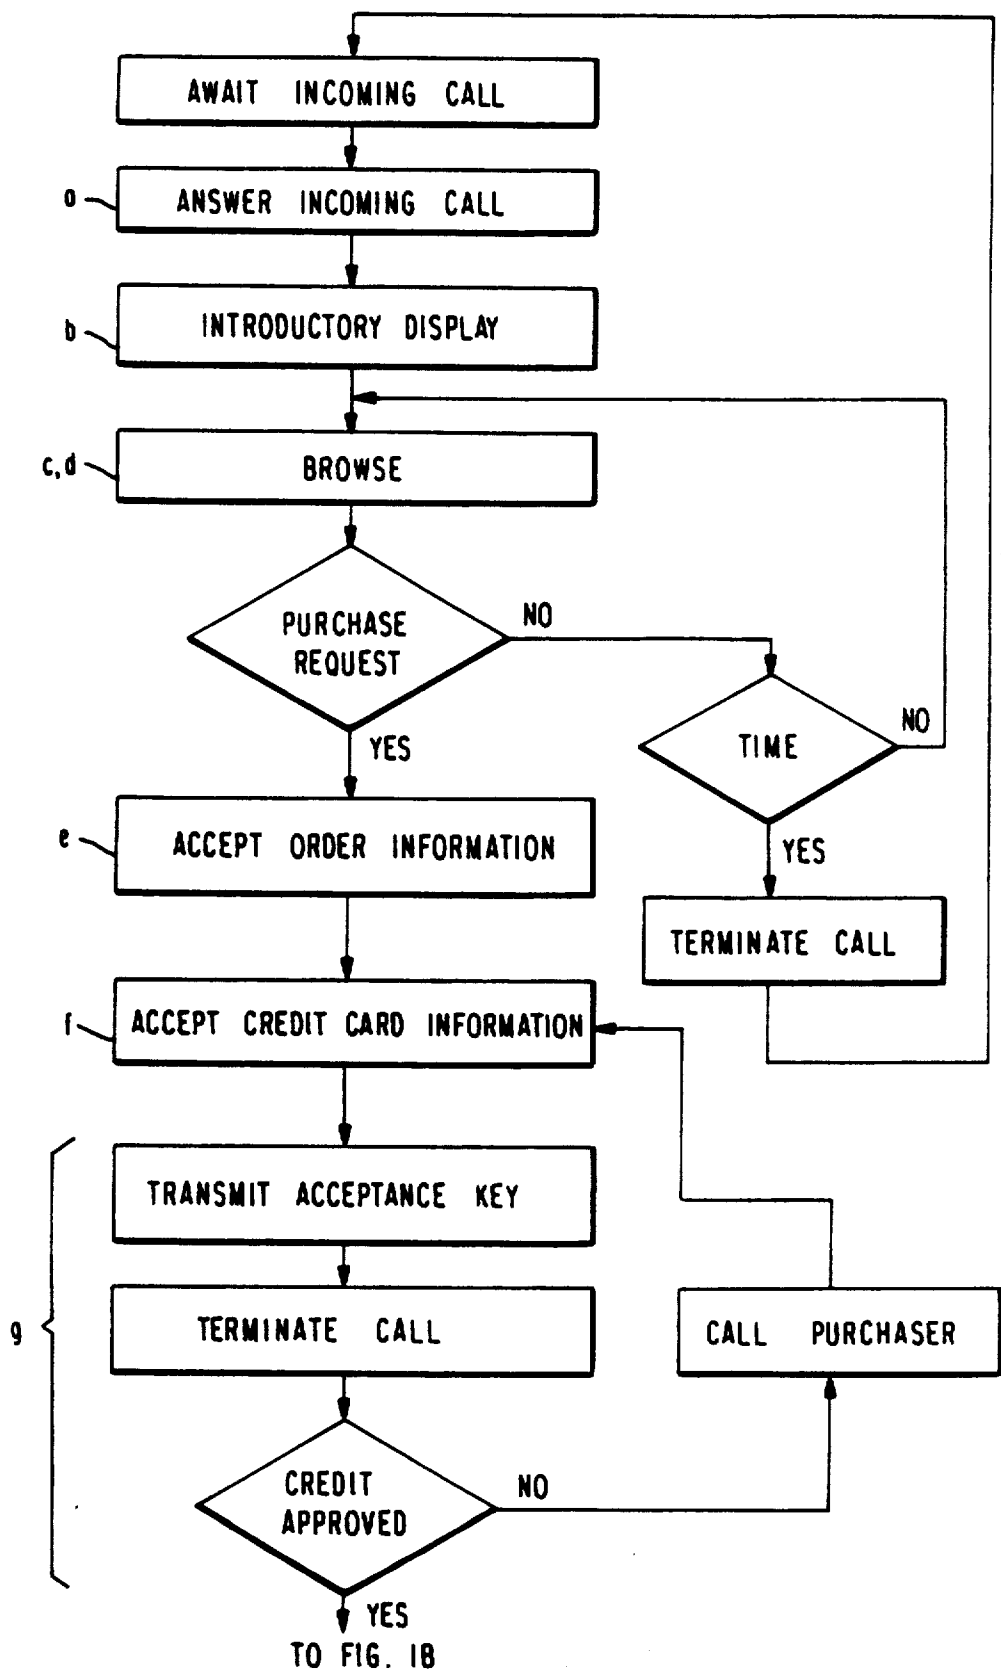 AWAIT INCOMING CALL
a
ANSWER INCOMING CALL
b
INTRODUCTORY DISPLAY
c,d
BROWSE
PURCHASE
REQUEST
NO
TIME
NO
YES
YES
e
ACCEPT ORDER INFORMATION
TERMINATE CALL
f
ACCEPT CREDIT CARD INFORMATION
TRANSMIT ACCEPTANCE KEY
g
TERMINATE CALL
CALL PURCHASER
CREDIT
APPROVED
NO
YES
TO FIG. 1B